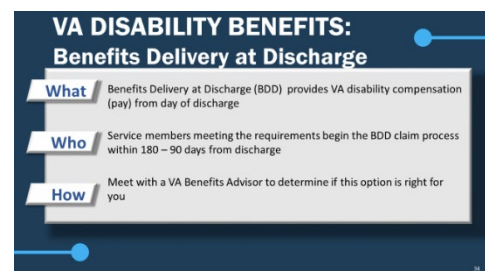 VA DISABILITY BENEFITS:
Benefits Delivery at Discharge
What
Benefits Delivery at Discharge (BDD) provides VA disability compensation
(pay) from day of discharge
Who
Service members meeting the requirements begin the BDD claim process
within 180 – 90 days from discharge
How
Meet with a VA Benefits Advisor to determine if this option is right for
you
34